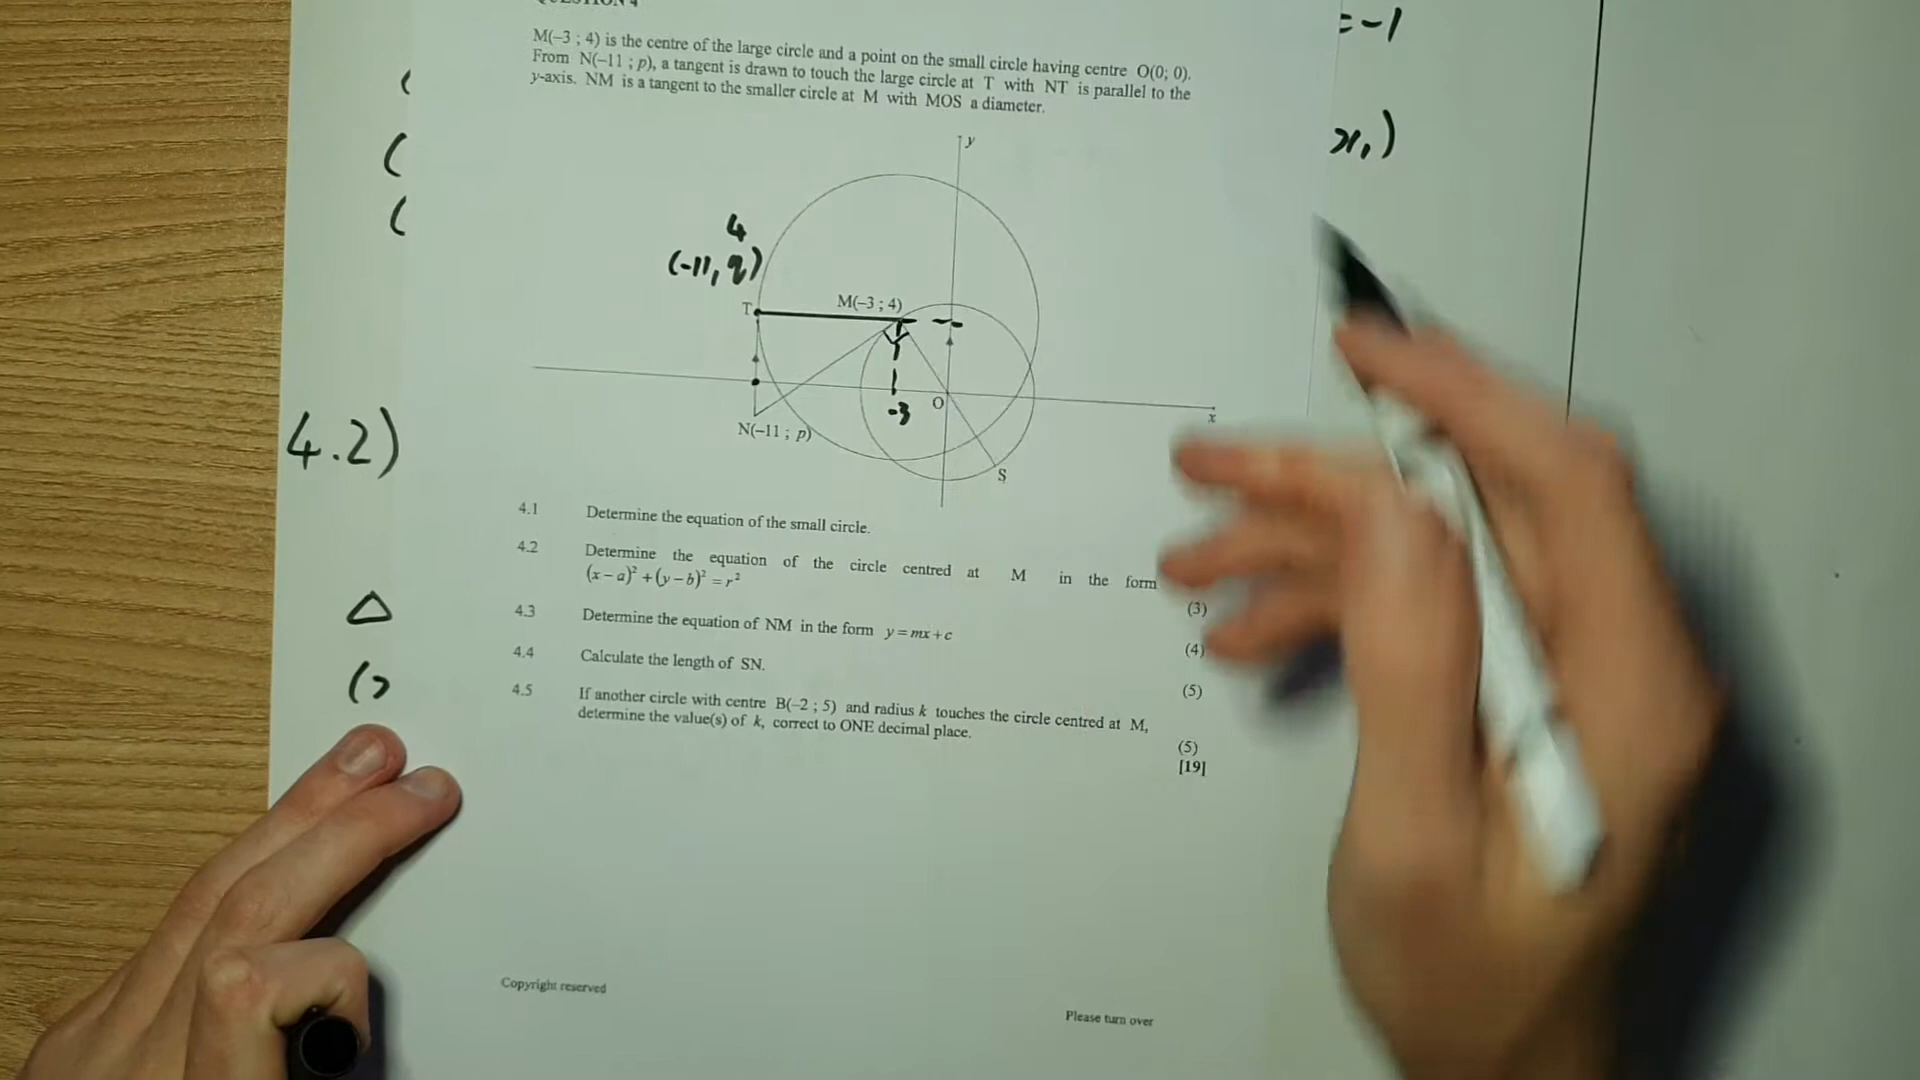 QUESTION 4
=-1
M(–3 ; 4) is the centre of the large circle and a point on the small circle having centre O(0; 0).
From N(–11 ; p), a tangent is drawn to touch the large circle at T with NT is parallel to the
y-axis. NM is a tangent to the smaller circle at M with MOS a diameter.
(
x₁)
(
(
y
4
(-11, q)
T
M(–3 ; 4)
-3
O
x
N(–11 ; p)
S
4.2)
4.1 Determine the equation of the small circle.
4.2 Determine the equation of the circle centred at M in the form
(x – a)² + (y – b)² = r²
(3)
4.3 Determine the equation of NM in the form y = mx + c
(4)
4.4 Calculate the length of SN.
(5)
4.5 If another circle with centre B(–2 ; 5) and radius k touches the circle centred at M,
determine the value(s) of k, correct to ONE decimal place.
(5)
[19]
Copyright reserved
Please turn over